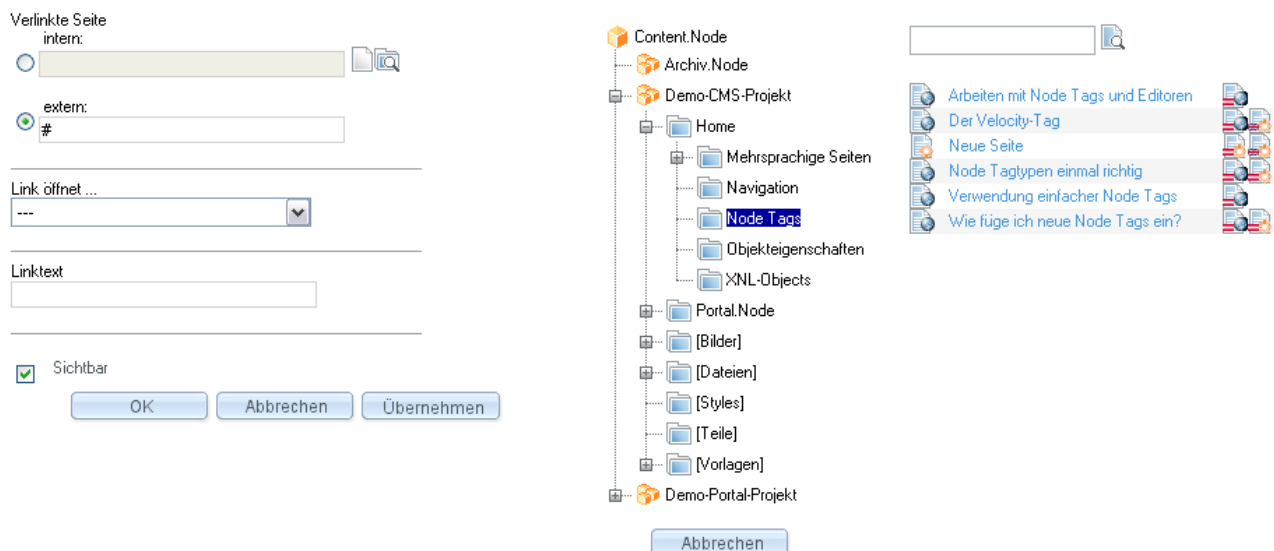 Verlinkte Seite
intern:
extern:
#
Link öffnet ...
---
Linktext
Sichtbar
OK Abbrechen Übernehmen
Content.Node
Archiv.Node
Demo-CMS-Projekt
Home
Mehrsprachige Seiten
Navigation
Node Tags
Objekteigenschaften
XNL-Objects
Portal.Node
[Bilder]
[Dateien]
[Styles]
[Teile]
[Vorlagen]
Demo-Portal-Projekt
Abbrechen
Arbeiten mit Node Tags und Editoren
Der Velocity-Tag
Neue Seite
Node Tagtypen einmal richtig
Verwendung einfacher Node Tags
Wie füge ich neue Node Tags ein?